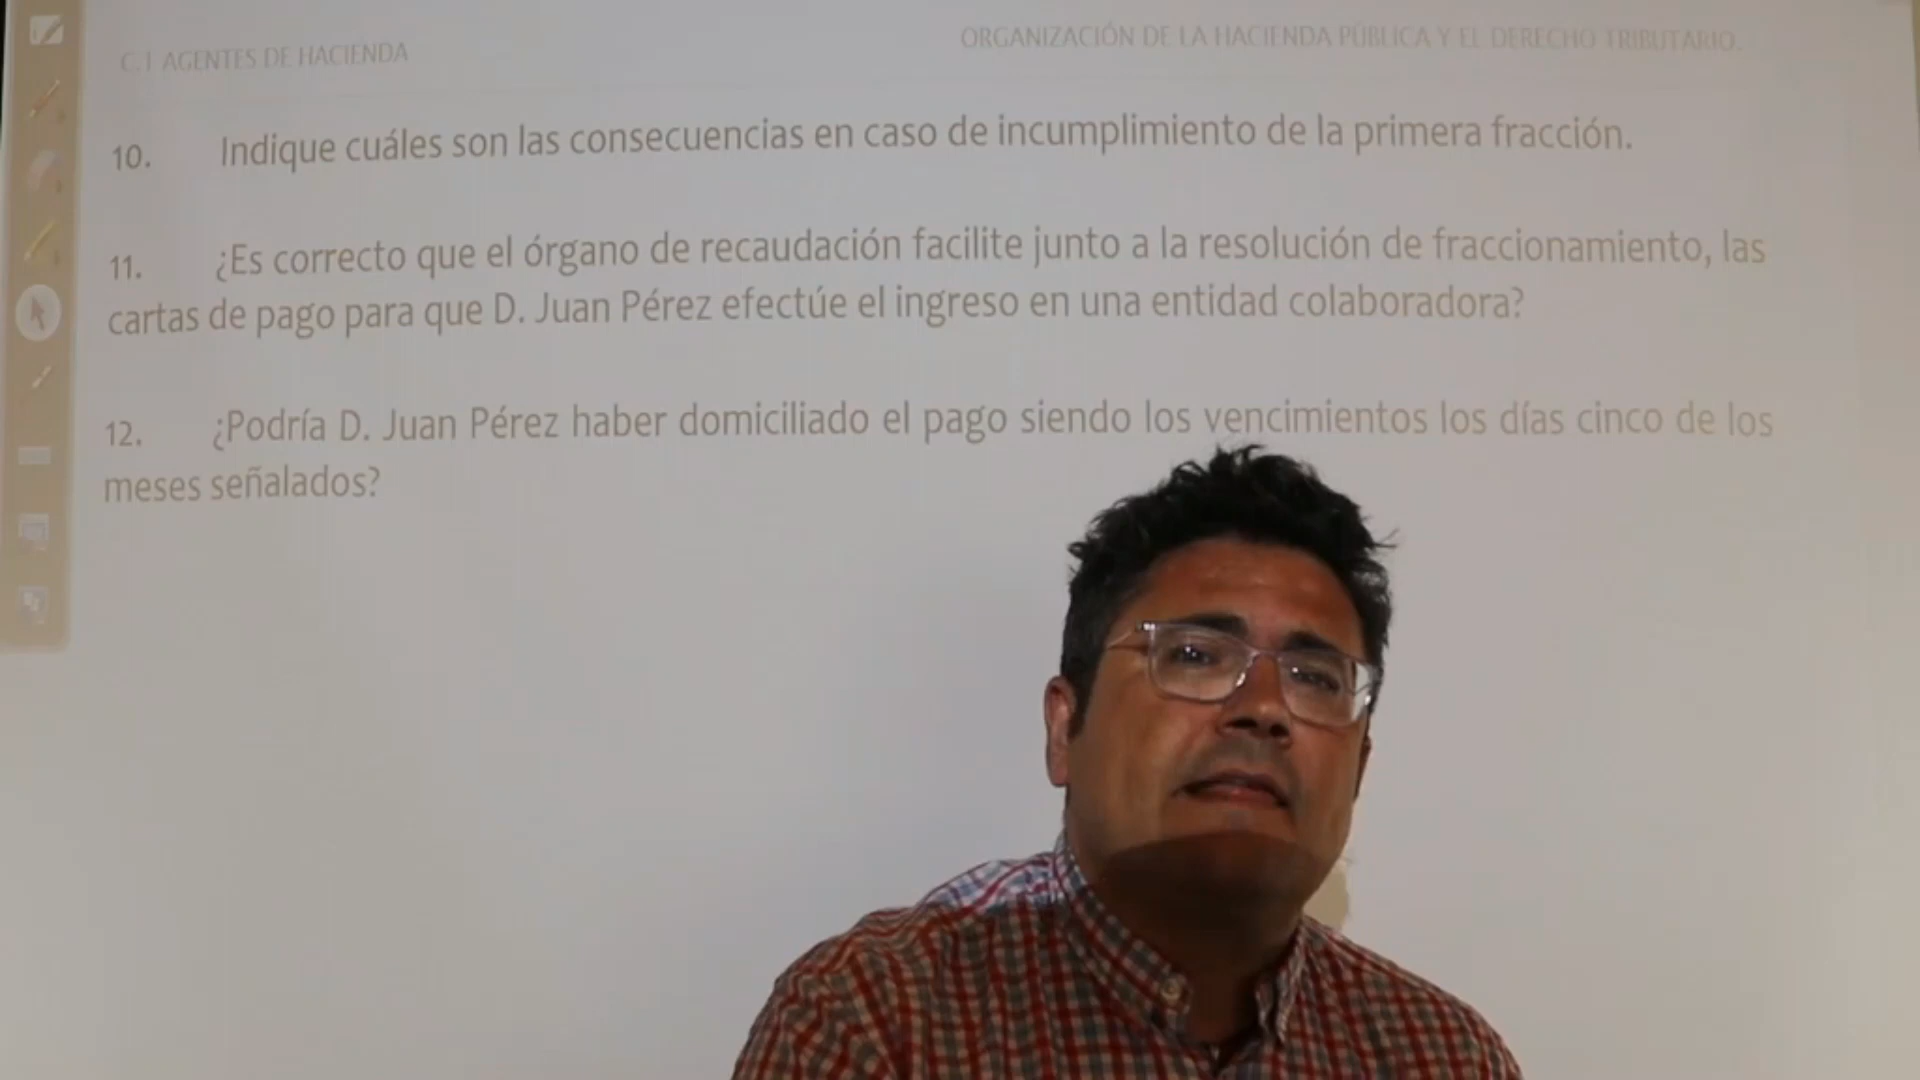 C.1 AGENTES DE HACIENDA
ORGANIZACIÓN DE LA HACIENDA PÚBLICA Y EL DERECHO TRIBUTARIO.
10. Indique cuáles son las consecuencias en caso de incumplimiento de la primera fracción.
11. ¿Es correcto que el órgano de recaudación facilite junto a la resolución de fraccionamiento, las
cartas de pago para que D. Juan Pérez efectúe el ingreso en una entidad colaboradora?
12. ¿Podría D. Juan Pérez haber domiciliado el pago siendo los vencimientos los días cinco de los
meses señalados?